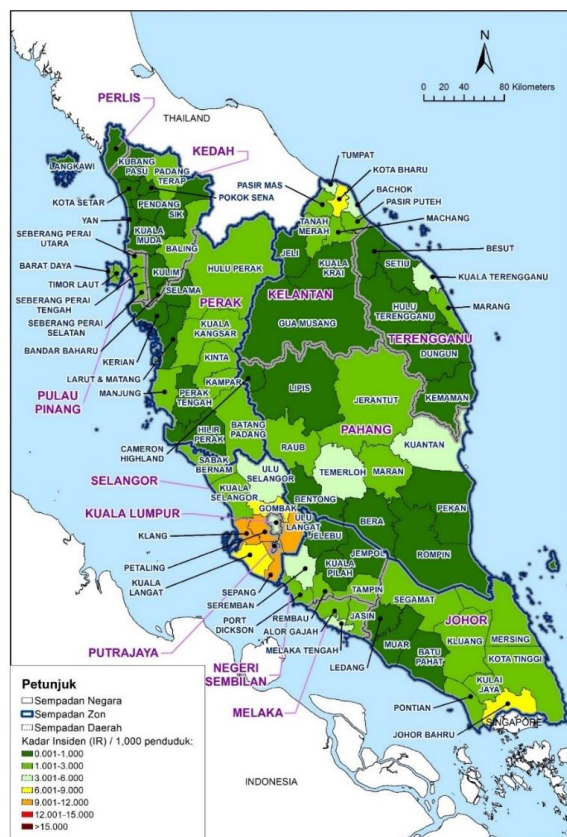 N
0 20 40 80 Kilometers
PERLIS
THAILAND
KEDAH
LANGKAWI
KUBANG
PASU
PADANG
TERAP
KOTA SETAR
PENDANG
SIK
POKOK SENA
YAN
KUALA
MUDA
SEBERANG PERAI
UTARA
BALING
BARAT DAYA
KULIM
TIMOR LAUT
SELAMA
SEBERANG PERAI
TENGAH
SEBERANG PERAI
SELATAN
BANDAR BAHARU
KERIAN
LARUT & MATANG
MANJUNG
PULAU
PINANG
HULU PERAK
PERAK
KUALA
KANGSAR
KINTA
KAMPAR
PERAK
TENGAH
HILIR
PERAK
BATANG
PADANG
CAMERON
HIGHLAND
TUMPAT
KOTA BHARU
PASIR MAS
BACHOK
PASIR PUTEH
TANAH
MERAH
MACHANG
JELI
KUALA
KRAI
KELANTAN
GUA MUSANG
BESUT
SETIU
KUALA TERENGGANU
MARANG
HULU
TERENGGANU
TERENGGANU
DUNGUN
KEMAMAN
LIPIS
JERANTUT
PAHANG
KUANTAN
RAUB
TEMERLOH
MARAN
BENTONG
BERA
PEKAN
ROMPIN
SABAK
BERNAM
ULU
SELANGOR
SELANGOR
KUALA
SELANGOR
KUALA LUMPUR
GOMBAK
ULU
LANGAT
KLANG
PETALING
KUALA
LANGAT
SEPANG
PUTRAJAYA
JELEBU
SEREMBAN
PORT
DICKSON
JEMPOL
KUALA
PILAH
TAMPIN
REMBAU
ALOR GAJAH
NEGERI
SEMBILAN
MELAKA TENGAH
JASIN
MELAKA
LEDANG
SEGAMAT
JOHOR
MUAR
BATU
PAHAT
KLUANG
MERSING
KOTA TINGGI
KULAI
JAYA
PONTIAN
JOHOR BAHRU
SINGAPORE
INDONESIA
Petunjuk
Sempadan Negara
Sempadan Zon
Sempadan Daerah
Kadar Insiden (IR) / 1,000 penduduk:
0.001-1.000
1.001-3.000
3.001-6.000
6.001-9.000
9.001-12.000
12.001-15.000
>15.000